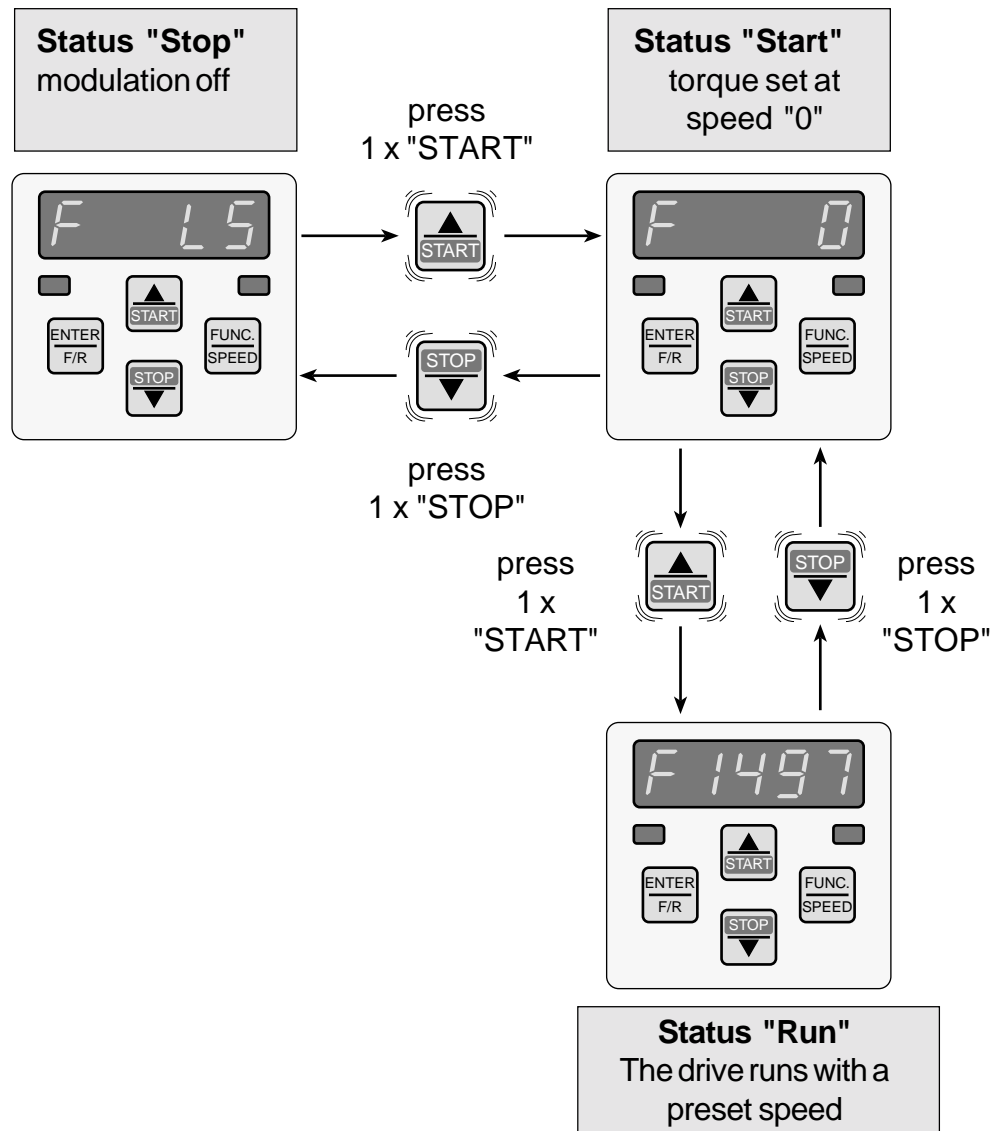 Status "Stop"
modulation off
Status "Start"
torque set at
speed "0"
press
1 x "START"
F LS
START
ENTER
F/R
FUNC.
SPEED
STOP
START
F 0
START
ENTER
F/R
FUNC.
SPEED
STOP
STOP
press
1 x "STOP"
press
1 x
"START"
START
STOP
press
1 x
"STOP"
F1497
START
ENTER
F/R
FUNC.
SPEED
STOP
Status "Run"
The drive runs with a
preset speed